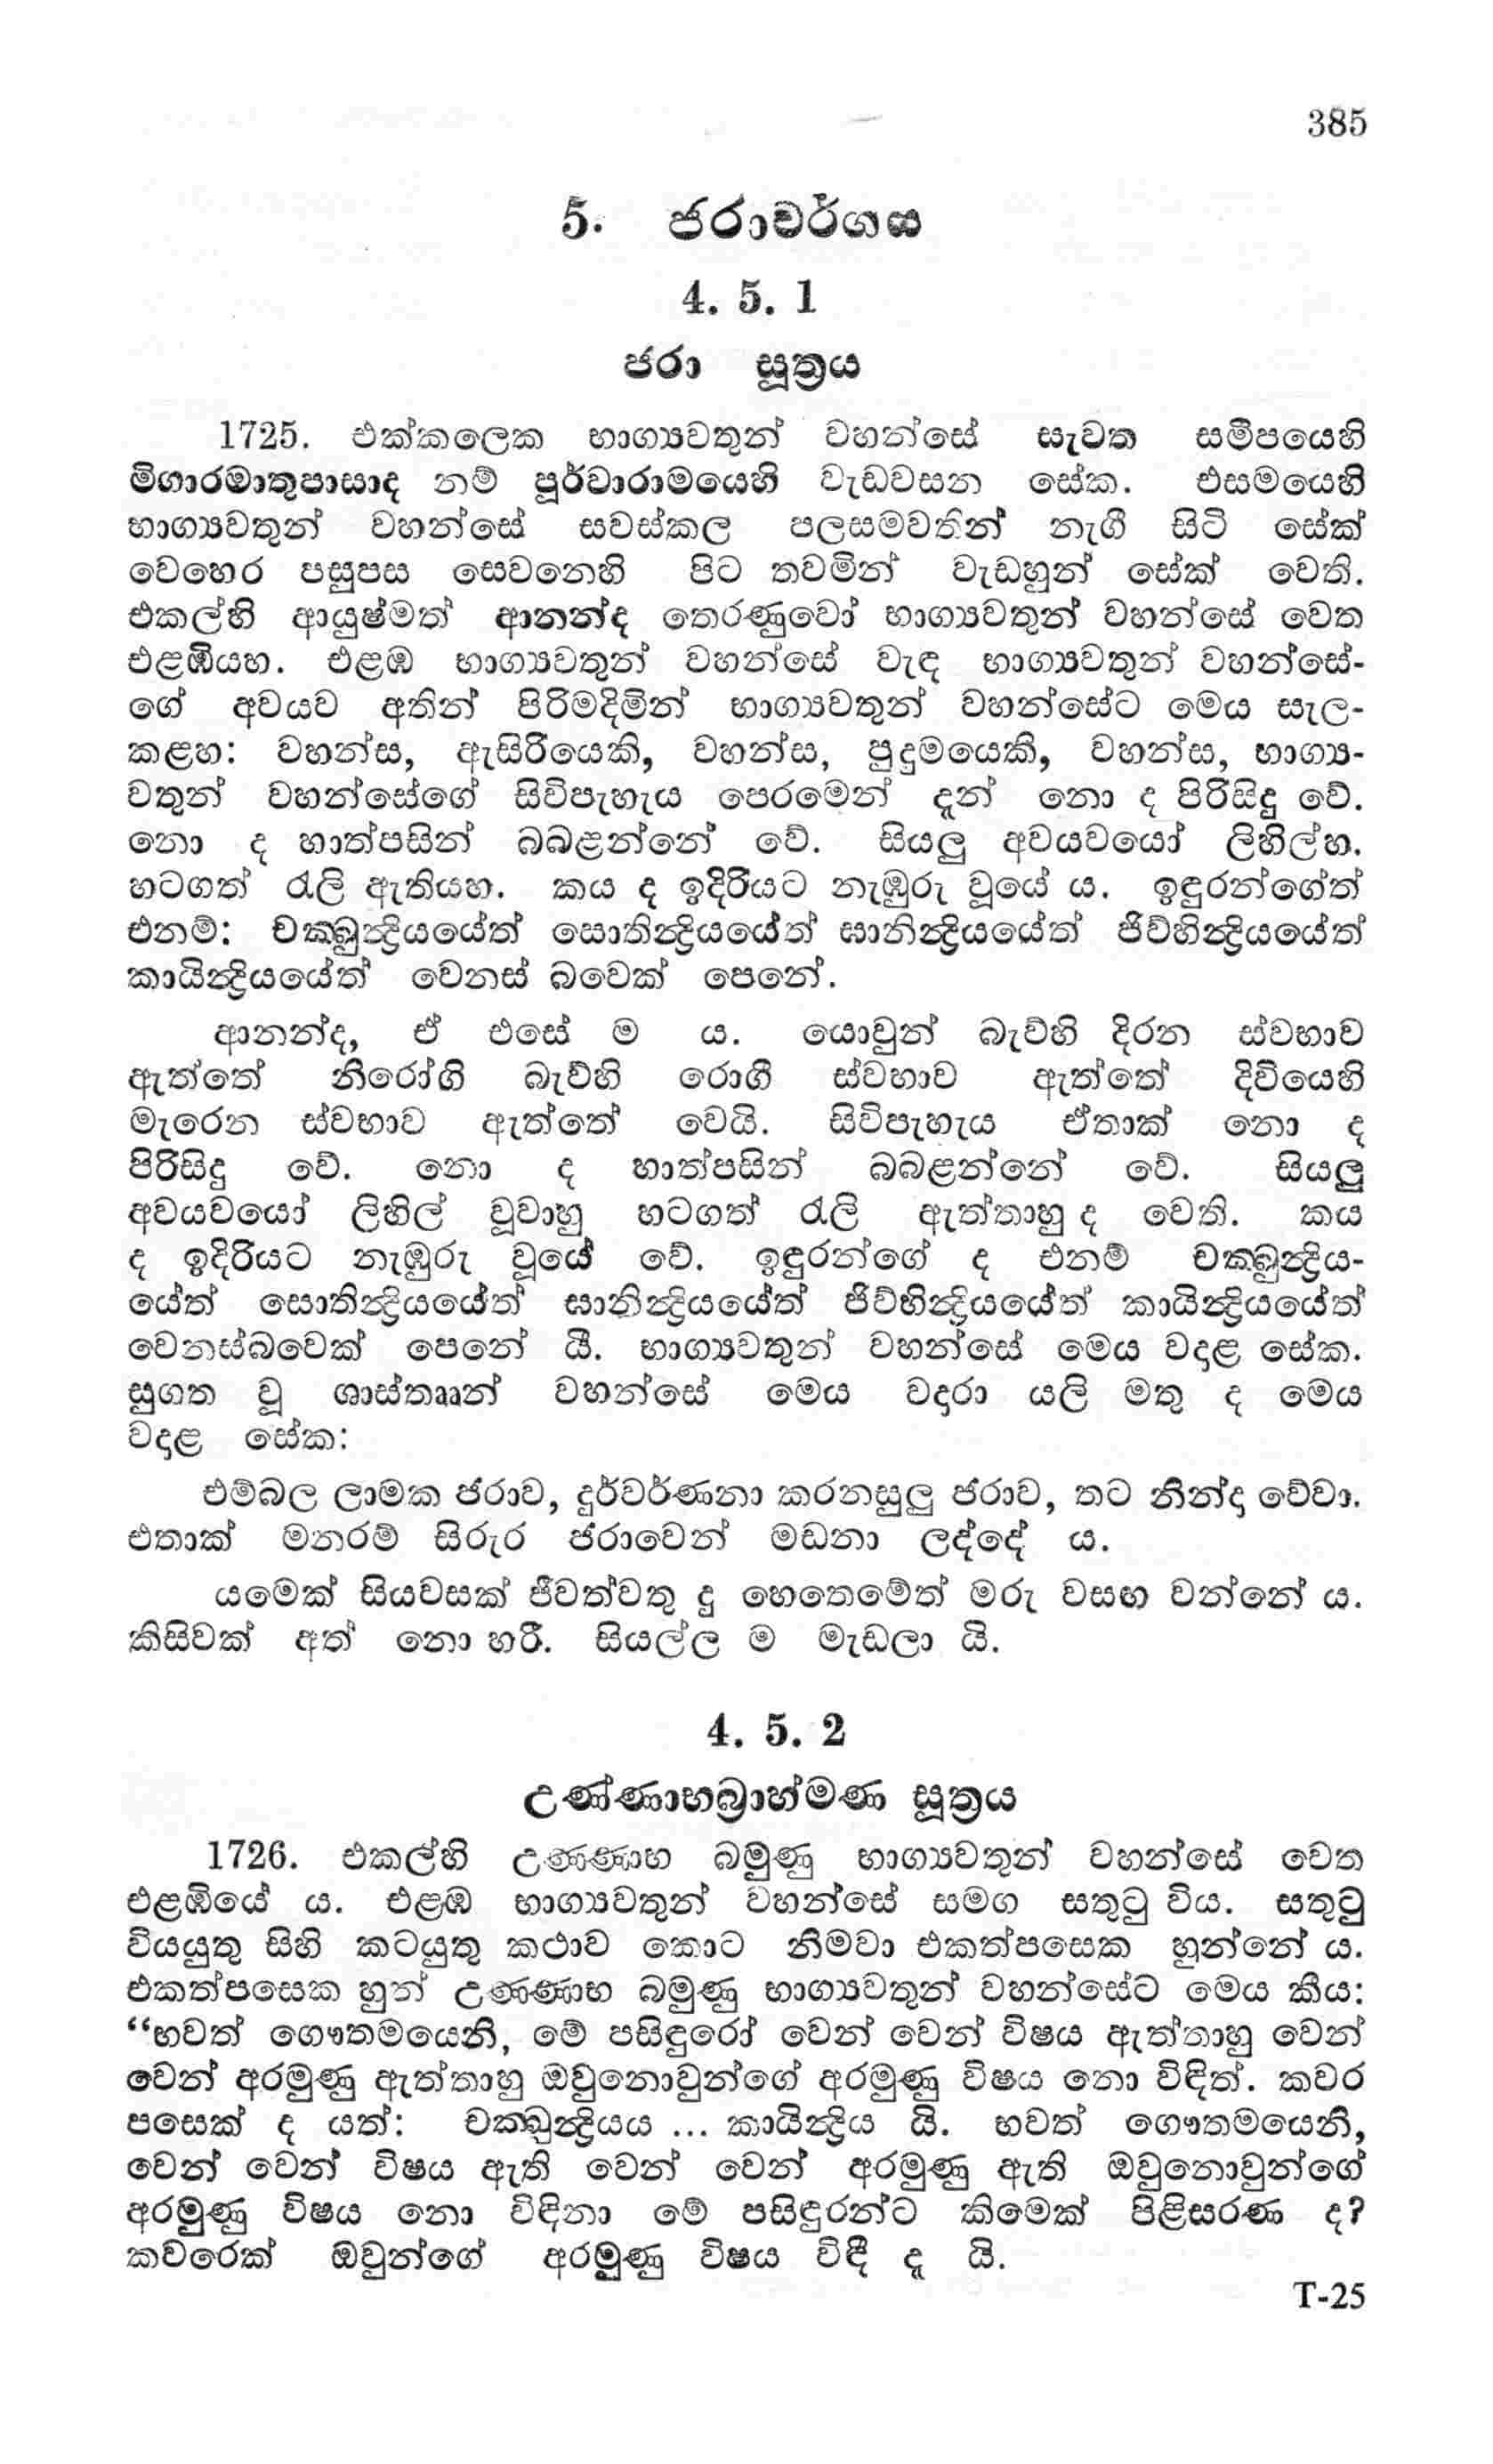 385
5. ජරාවර්ගය
4. 5. 1
ජරා සූත්‍රය
1725. එක්කලෙක භාග්‍යවතුන් වහන්සේ සැවත සමීපයෙහි
මිගාරමාතුපාසාද නම් පූර්වාරාමයෙහි වැඩවසන සේක. එසමයෙහි
භාග්‍යවතුන් වහන්සේ සවස්කල පලසමවතින් නැගී සිටි සේක්
වෙහෙර පසුපස සෙවනෙහි පිට තවමින් වැඩහුන් සේක් වෙති.
එකල්හි ආයුෂ්මත් ආනන්ද තෙරණුවෝ භාග්‍යවතුන් වහන්සේ වෙත
එළඹියහ. එළඹ භාග්‍යවතුන් වහන්සේ වැඳ භාග්‍යවතුන් වහන්සේ-
ගේ අවයව අතින් පිරිමදිමින් භාග්‍යවතුන් වහන්සේට මෙය සැල-
කළහ: වහන්ස, ඇසිරියෙකි, වහන්ස, පුදුමයෙකි, වහන්ස, භාග්‍ය-
වතුන් වහන්සේගේ සිවිපැහැය පෙරමෙන් දැන් නො ද පිරිසිදු වේ.
නො ද හාත්පසින් බබළන්නේ වේ. සියලු අවයවයෝ ලිහිල්හ.
හටගත් රැලි ඇතියහ. කය ද ඉදිරියට නැඹුරු වූයේ ය. ඉඳුරන්ගේත්
එනම්: චක්‍ඛුන්‍ද්‍රියයේත් සොතින්‍ද්‍රියයේත් ඝානින්‍ද්‍රියයේත් ජිව්හින්‍ද්‍රියයේත්
කායින්‍ද්‍රියයේත් වෙනස් බවෙක් පෙනේ.
ආනන්ද, ඒ එසේ ම ය. යොවුන් බැව්හි දිරන ස්වභාව
ඇත්තේ නිරෝගි බැව්හි රොගී ස්වභාව ඇත්තේ දිවියෙහි
මැරෙන ස්වභාව ඇත්තේ වෙයි. සිවිපැහැය ඒතාක් නො ද
පිරිසිදු වේ. නො ද හාත්පසින් බබළන්නේ වේ. සියලු
අවයවයෝ ලිහිල් වූවාහු හටගත් රැලි ඇත්තාහු ද වෙති. කය
ද ඉදිරියට නැඹුරු වූයේ වේ. ඉඳුරන්ගේ ද එනම් චක්‍ඛුන්‍ද්‍රිය-
යේත් සොතින්‍ද්‍රියයේත් ඝානින්‍ද්‍රියයේත් ජිව්හින්‍ද්‍රියයේත් කායින්‍ද්‍රියයේත්
වෙනස්බවෙක් පෙනේ යී. භාග්‍යවතුන් වහන්සේ මෙය වදාළ සේක.
සුගත වූ ශාස්තෲන් වහන්සේ මෙය වදාරා යලි මතු ද මෙය
වදාළ සේක:
එම්බල ලාමක ජරාව, දුර්වර්ණනා කරනසුලු ජරාව, තට නින්දා වේවා.
එතාක් මනරම් සිරුර ජරාවෙන් මඩනා ලද්දේ ය.
යමෙක් සියවසක් ජීවත්වතු දු හෙතෙමේත් මරු වසඟ වන්නේ ය.
කිසිවක් අත් නො හරී. සියල්ල ම මැඩලා යි.
4. 5. 2
උණ්ණාභබ්‍රාහ්මණ සූත්‍රය
1726. එකල්හි උණ්‍ණාභ බමුණු භාග්‍යවතුන් වහන්සේ වෙත
එළඹියේ ය. එළඹ භාග්‍යවතුන් වහන්සේ සමග සතුටු විය. සතුටු
වියයුතු සිහි කටයුතු කථාව කොට නිමවා එකත්පසෙක හුන්නේ ය.
එකත්පසෙක හුන් උණ්‍ණාභ බමුණු භාග්‍යවතුන් වහන්සේට මෙය කීය:
“භවත් ගෞතමයෙනි, මේ පසිඳුරෝ වෙන් වෙන් විෂය ඇත්තාහු වෙන්
වෙන් අරමුණු ඇත්තාහු ඔවුනොවුන්ගේ අරමුණු විෂය නො විඳිත්. කවර
පසෙක් ද යත්: චක්‍ඛුන්‍ද්‍රියය ... කායින්‍ද්‍රිය යි. භවත් ගෞතමයෙනි,
වෙන් වෙන් විෂය ඇති වෙන් වෙන් අරමුණු ඇති ඔවුනොවුන්ගේ
අරමුණු විෂය නො විඳිනා මේ පසිඳුරන්ට කිමෙක් පිළිසරණ ද?
කවරෙක් ඔවුන්ගේ අරමුණු විෂය විඳී ද යි.
T-25